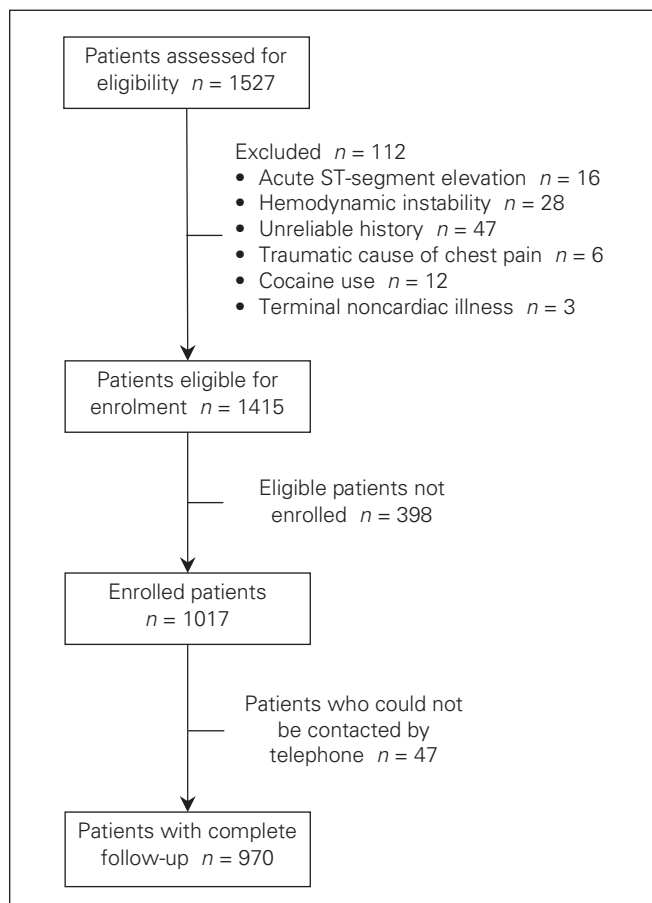 Patients assessed for
eligibility n = 1527
Excluded n = 112
• Acute ST-segment elevation n = 16
• Hemodynamic instability n = 28
• Unreliable history n = 47
• Traumatic cause of chest pain n = 6
• Cocaine use n = 12
• Terminal noncardiac illness n = 3
Patients eligible for
enrolment n = 1415
Eligible patients not
enrolled n = 398
Enrolled patients
n = 1017
Patients who could not
be contacted by
telephone n = 47
Patients with complete
follow-up n = 970